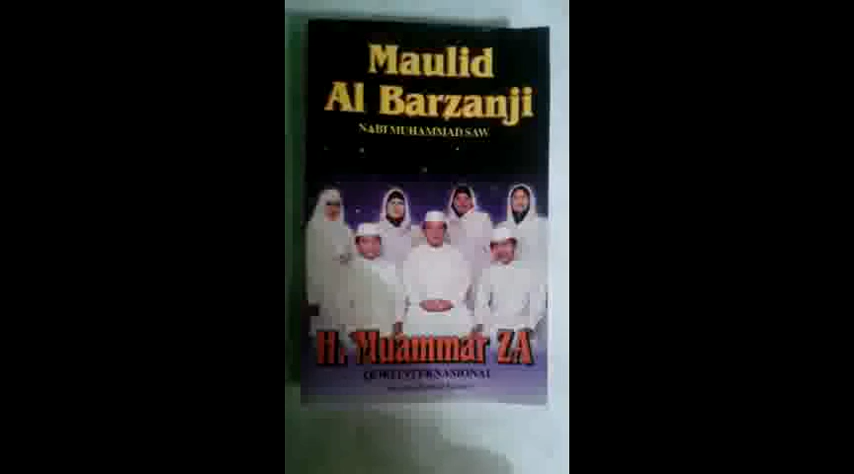 Maulid
Al Barzanji
NABI MUHAMMAD SAW
H. Muammar ZA
QORI INTERNASIONAL